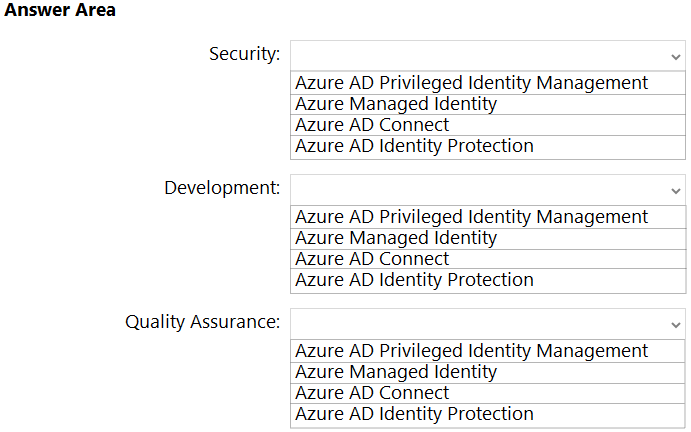 Answer Area
Security:
Azure AD Privileged Identity Management
Azure Managed Identity
Azure AD Connect
Azure AD Identity Protection
Development:
Azure AD Privileged Identity Management
Azure Managed Identity
Azure AD Connect
Azure AD Identity Protection
Quality Assurance:
Azure AD Privileged Identity Management
Azure Managed Identity
Azure AD Connect
Azure AD Identity Protection